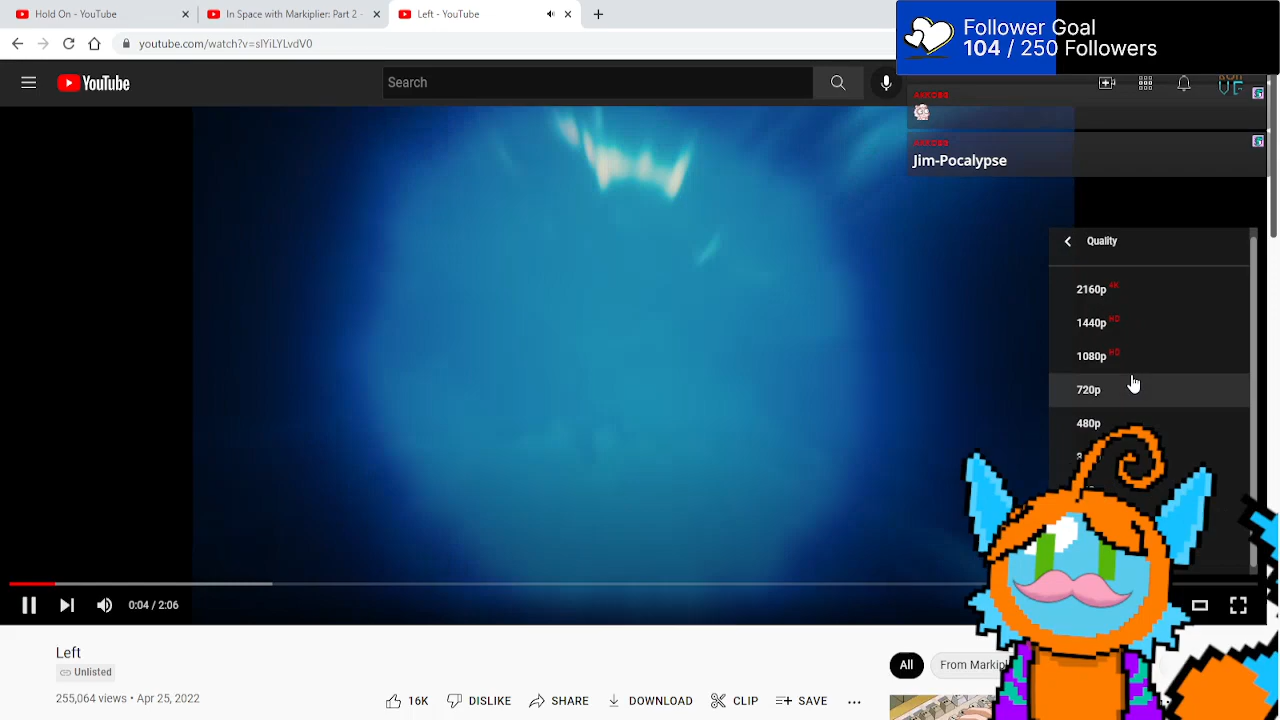 Hold On - YouTube
In Space with Markiplier: Part 2 -
Left - YouTube
youtube.com/watch?v=slYiLYLvdV0
Follower Goal
104 / 250 Followers
YouTube
Search
Jim-Pocalypse
Quality
2160p 4K
1440p HD
1080p HD
720p
480p
0:04 / 2:06
Left
Unlisted
255,064 views • Apr 25, 2022
16K
DISLIKE
SHARE
DOWNLOAD
CLIP
SAVE
All
From Markipl